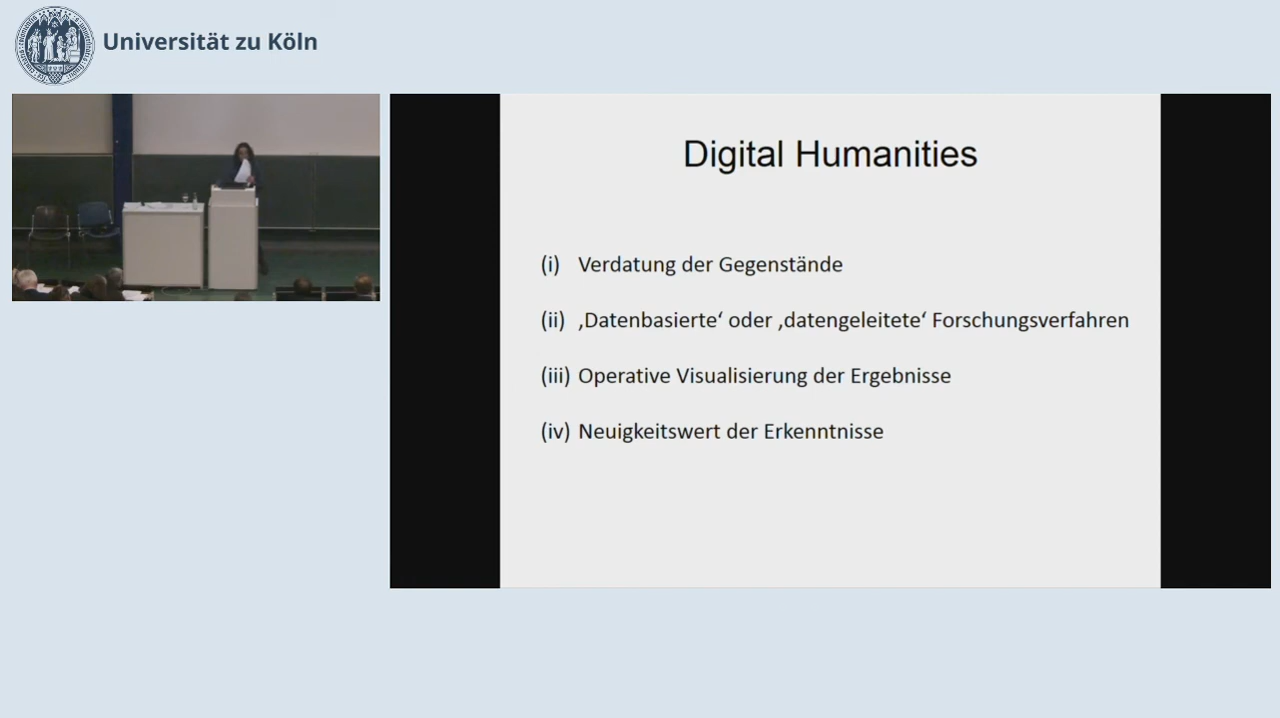 Universität zu Köln
Digital Humanities
(i) Verdatung der Gegenstände
(ii) ‚Datenbasierte‘ oder ‚datengeleitete‘ Forschungsverfahren
(iii) Operative Visualisierung der Ergebnisse
(iv) Neuigkeitswert der Erkenntnisse